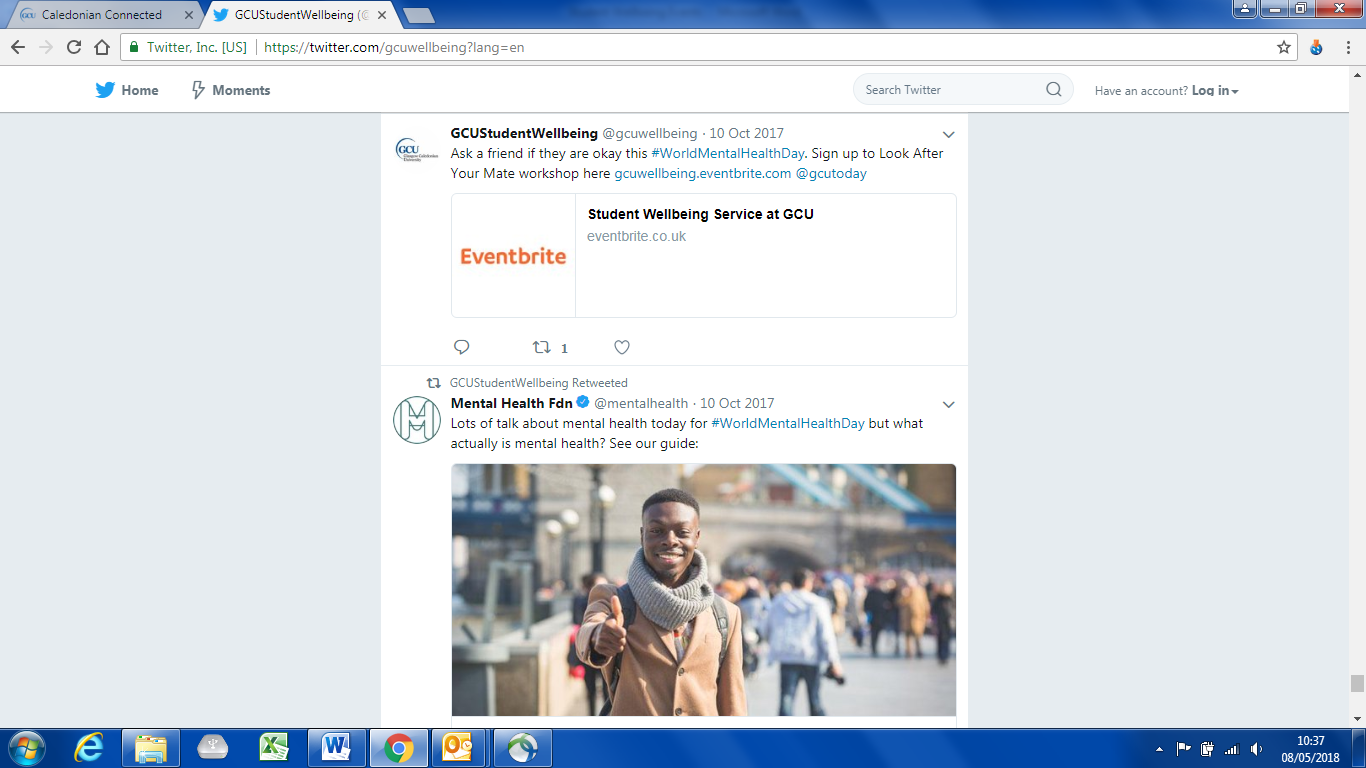 Caledonian Connected
GCUStudentWellbeing (@
Twitter, Inc. [US]
https://twitter.com/gcuwellbeing?lang=en
Home
Moments
Search Twitter
Have an account? Log in
GCU
Glasgow Caledonian
University
GCUStudentWellbeing @gcuwellbeing · 10 Oct 2017
Ask a friend if they are okay this #WorldMentalHealthDay. Sign up to Look After
Your Mate workshop here gcuwellbeing.eventbrite.com @gcutoday
Eventbrite
Student Wellbeing Service at GCU
eventbrite.co.uk
1
GCUStudentWellbeing Retweeted
Mental Health Fdn @mentalhealth · 10 Oct 2017
Lots of talk about mental health today for #WorldMentalHealthDay but what
actually is mental health? See our guide:
10:37
08/05/2018